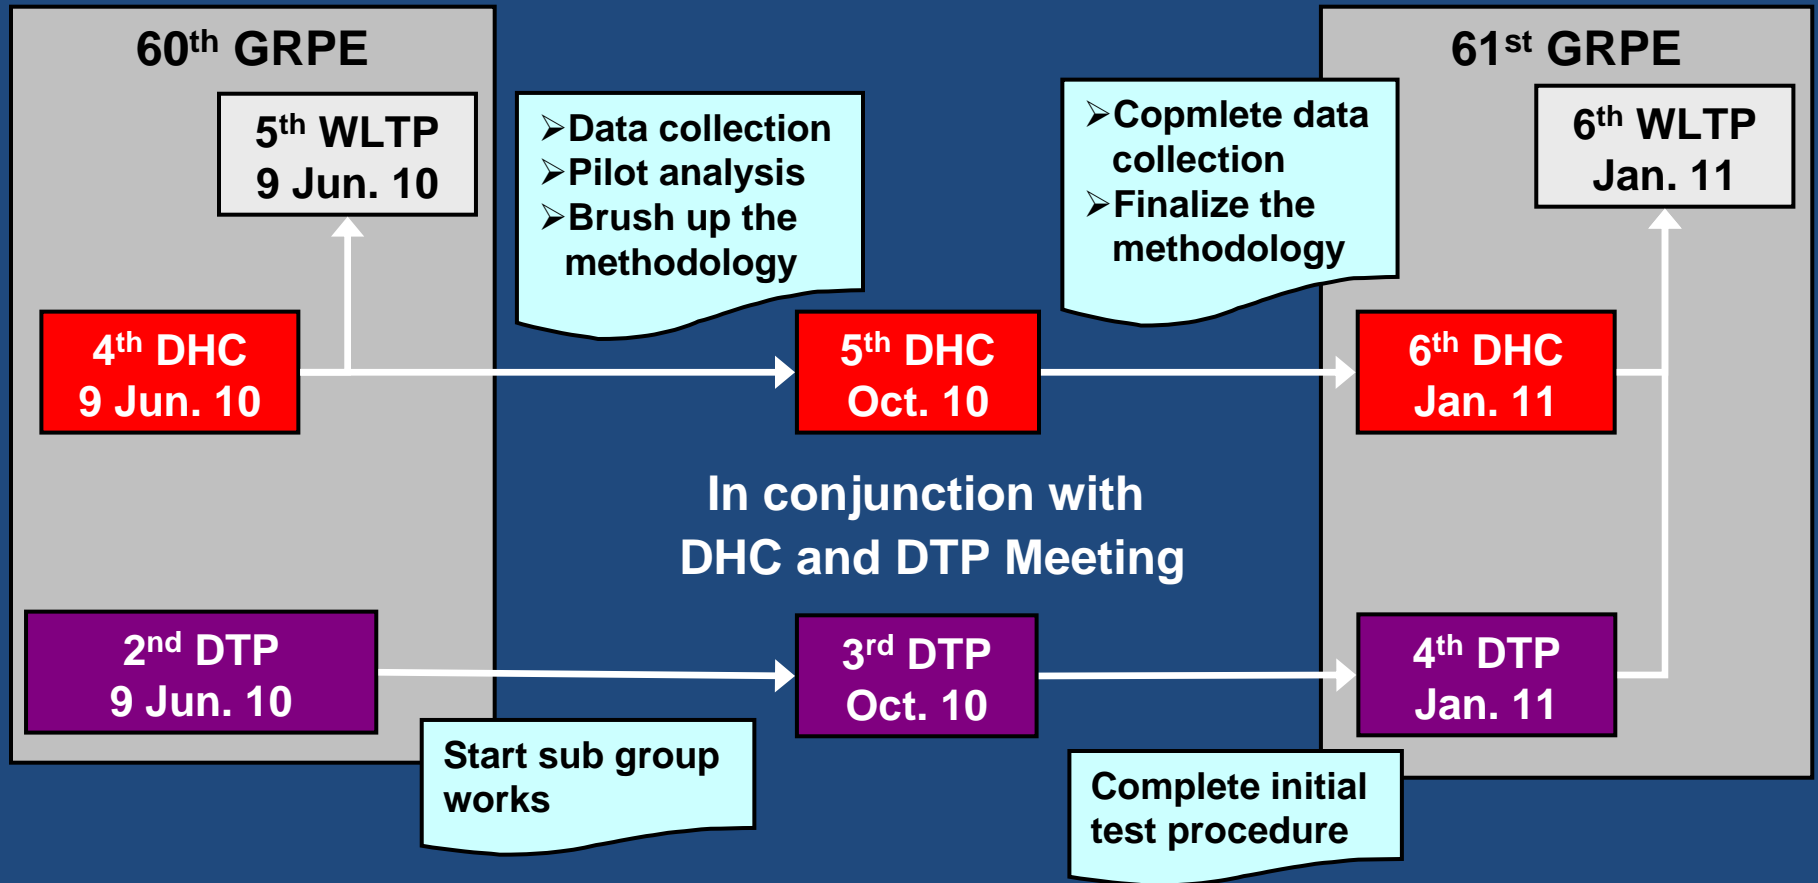 60th GRPE
5th WLTP
9 Jun. 10
➢Data collection
➢Pilot analysis
➢Brush up the
methodology
➢Copmlete data
collection
➢Finalize the
methodology
61st GRPE
6th WLTP
Jan. 11
4th DHC
9 Jun. 10
5th DHC
Oct. 10
6th DHC
Jan. 11
In conjunction with
DHC and DTP Meeting
2nd DTP
9 Jun. 10
3rd DTP
Oct. 10
4th DTP
Jan. 11
Start sub group
works
Complete initial
test procedure